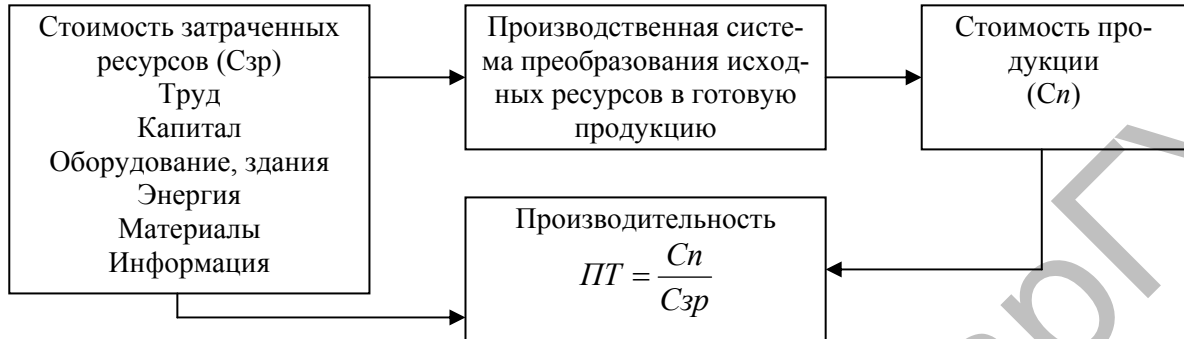 Стоимость затраченных
ресурсов (Сзр)
Труд
Капитал
Оборудование, здания
Энергия
Материалы
Информация
Производственная систе-
ма преобразования исход-
ных ресурсов в готовую
продукцию
Стоимость про-
дукции
(Сп)
Производительность
ПТ = Сп / Сзр